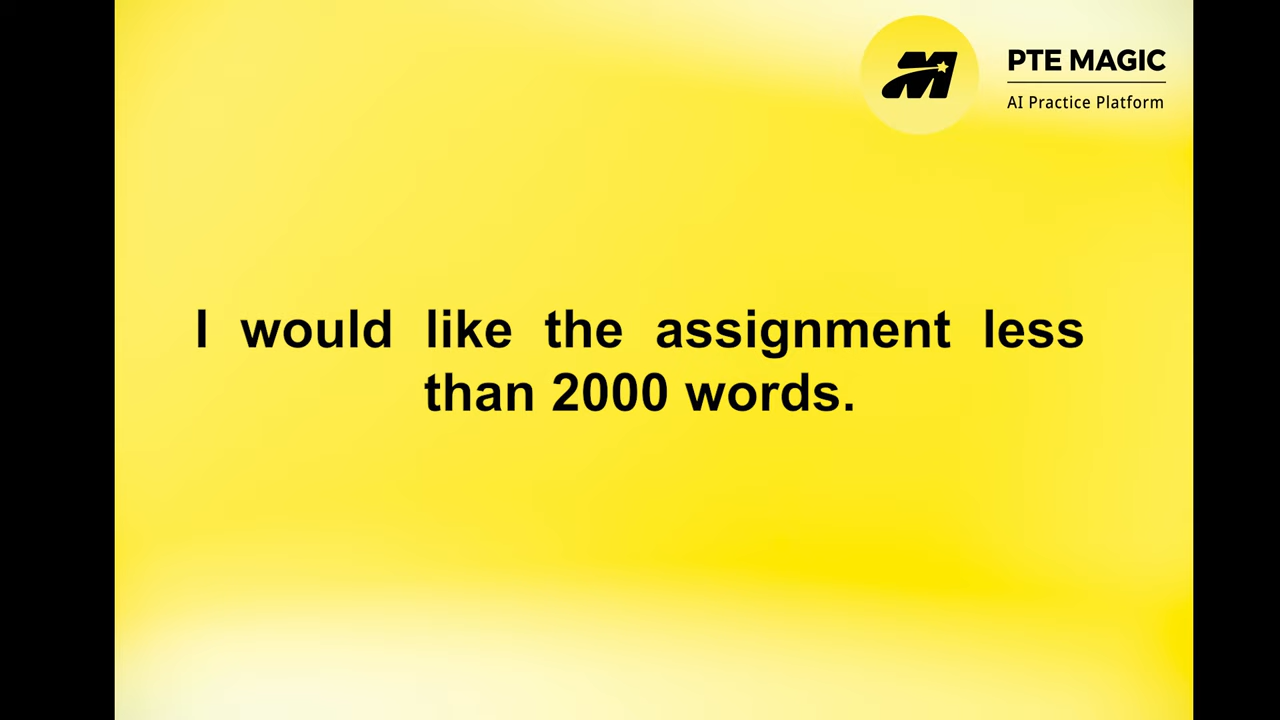 PTE MAGIC
AI Practice Platform
I would like the assignment less
than 2000 words.